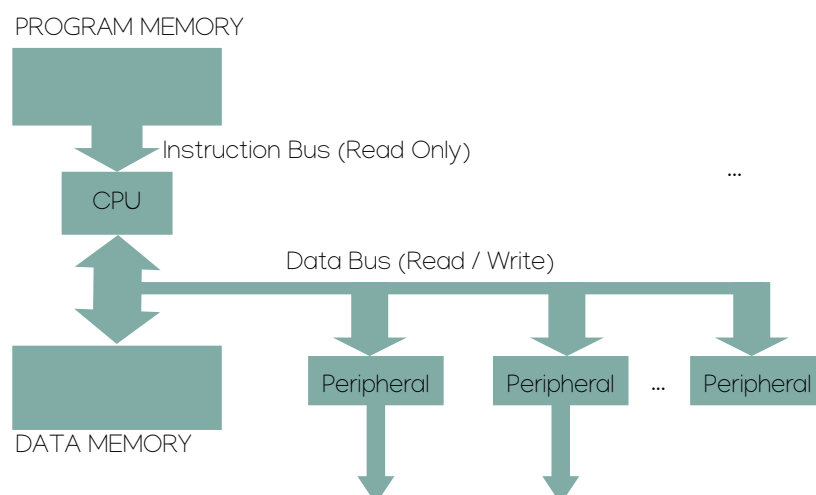 PROGRAM MEMORY
Instruction Bus (Read Only)
...
CPU
Data Bus (Read / Write)
Peripheral
Peripheral
...
Peripheral
DATA MEMORY